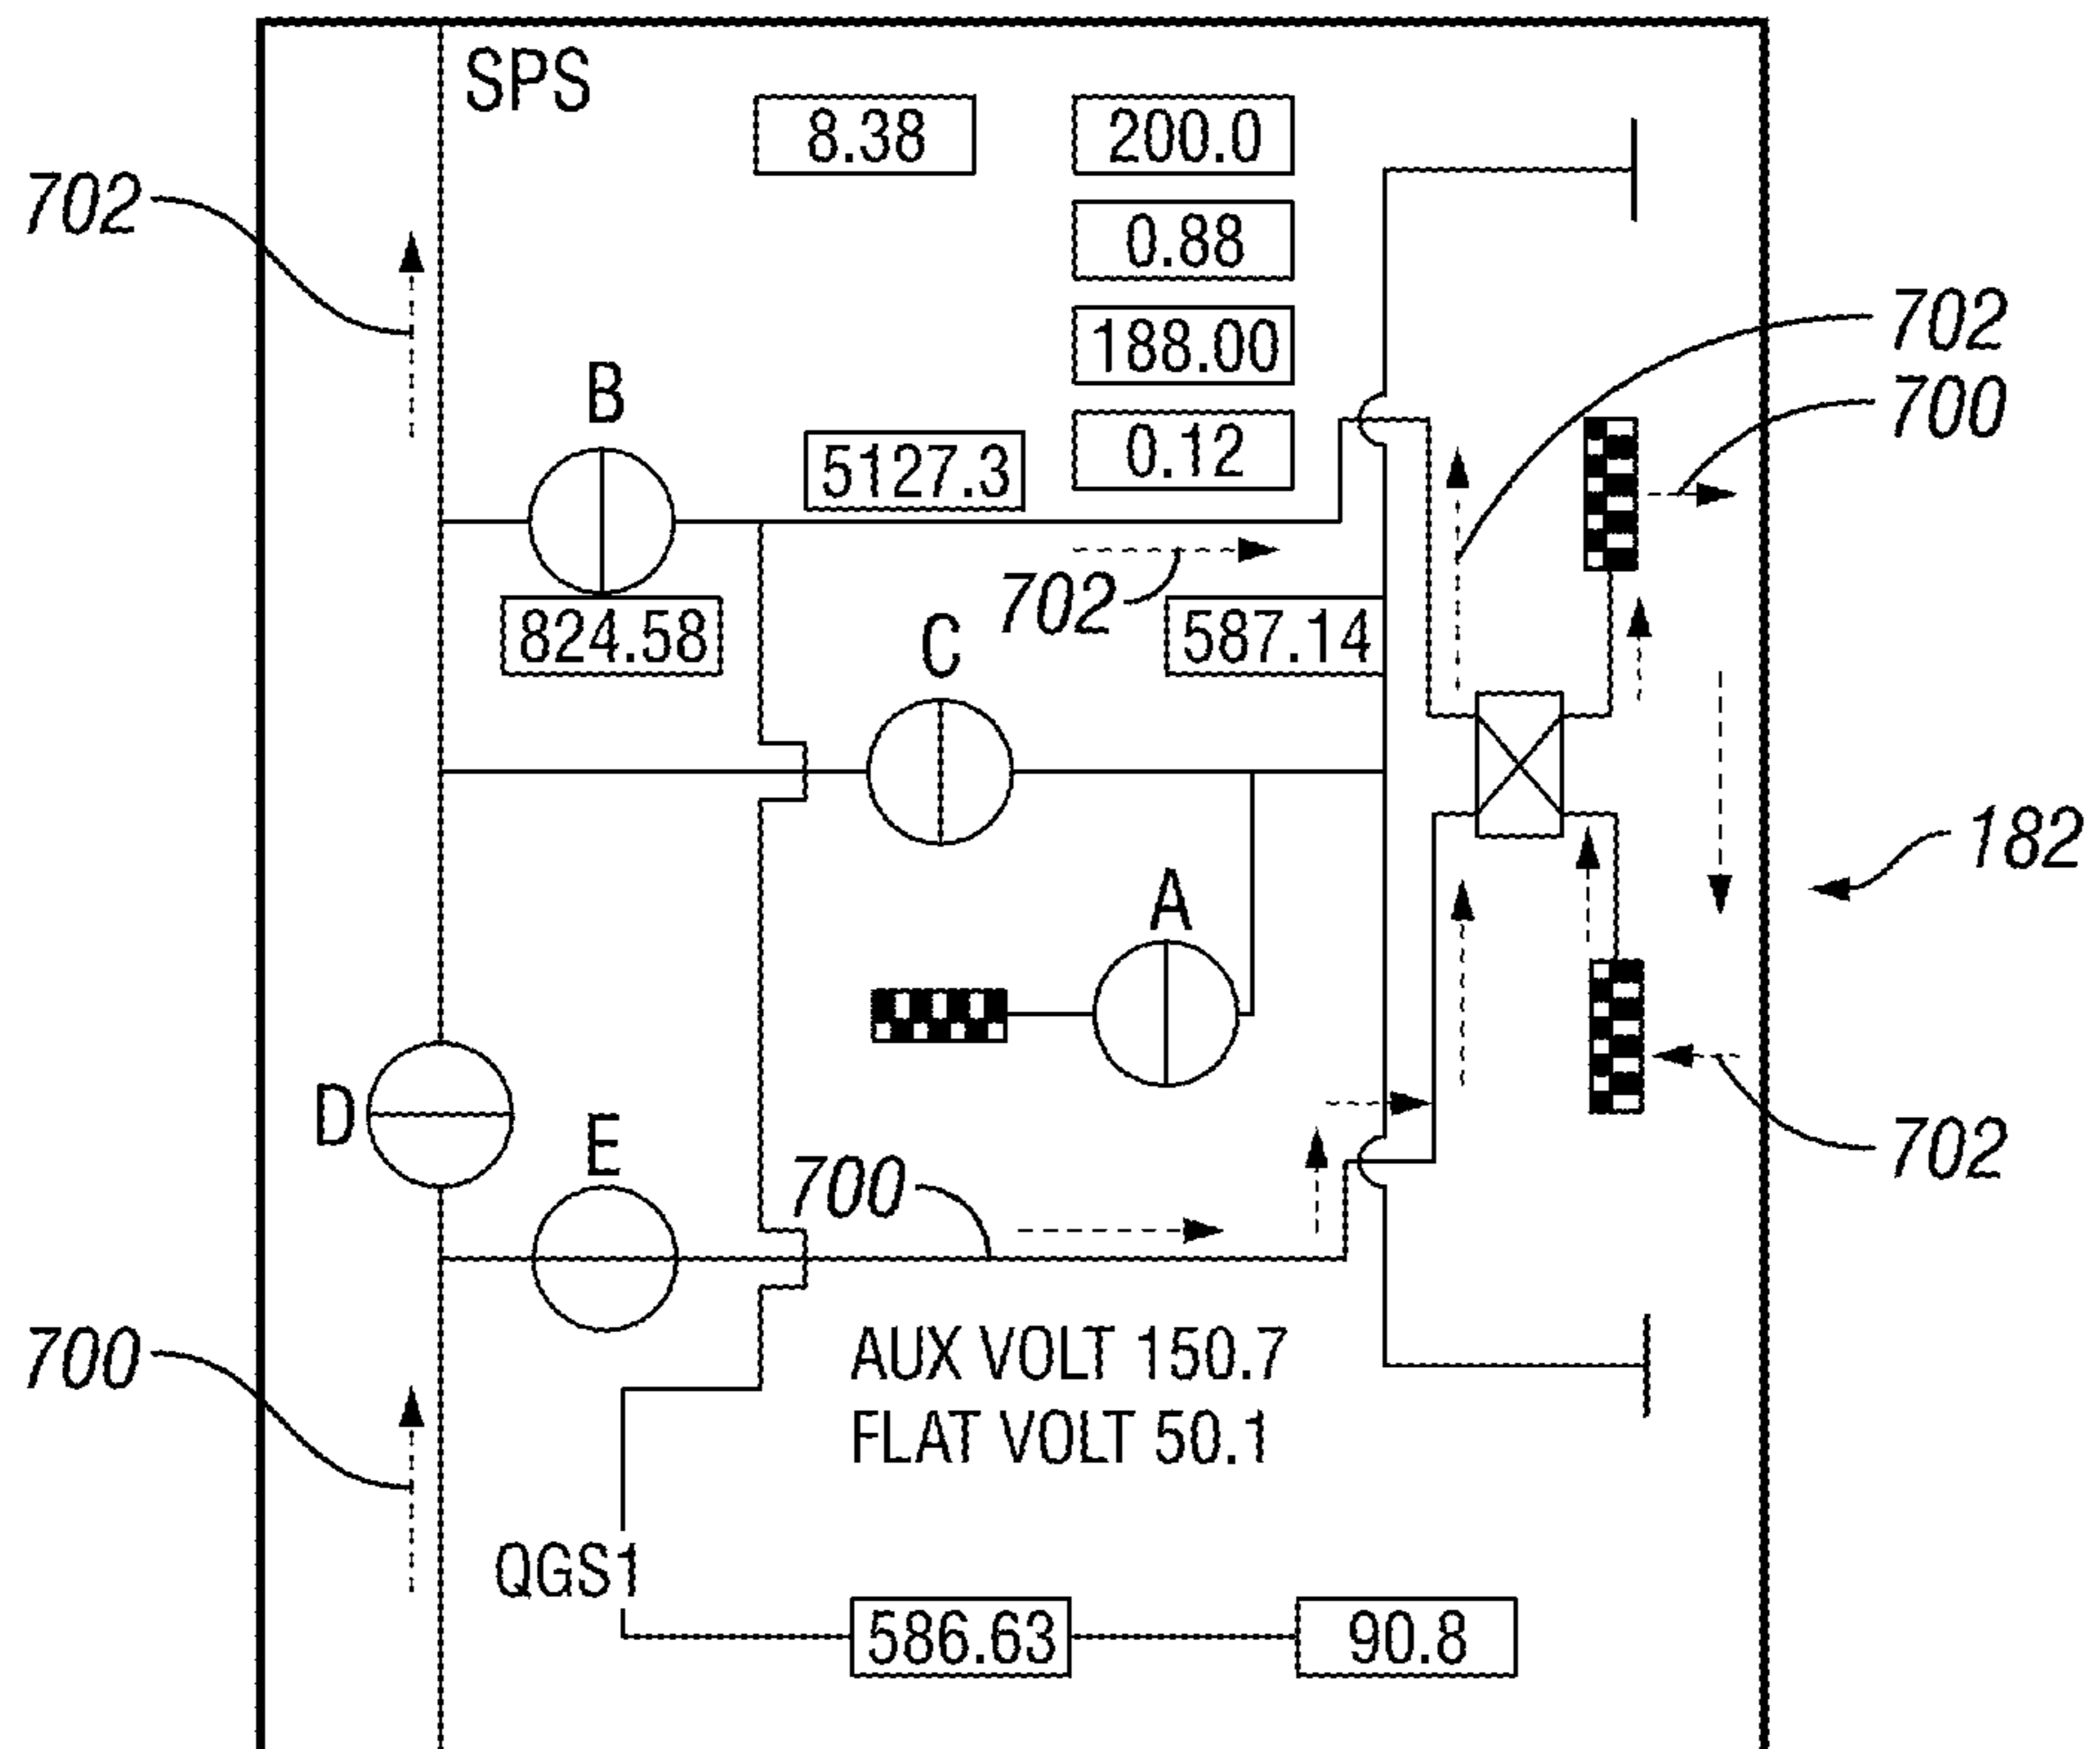 SPS
8.38 200.0
702
0.88
702
188.00
700
B
5127.3 0.12
702
824.58 587.14
C
182
A
D
E
702
700
AUX VOLT 150.7
700
FLAT VOLT 50.1
QGS1
586.63 90.8